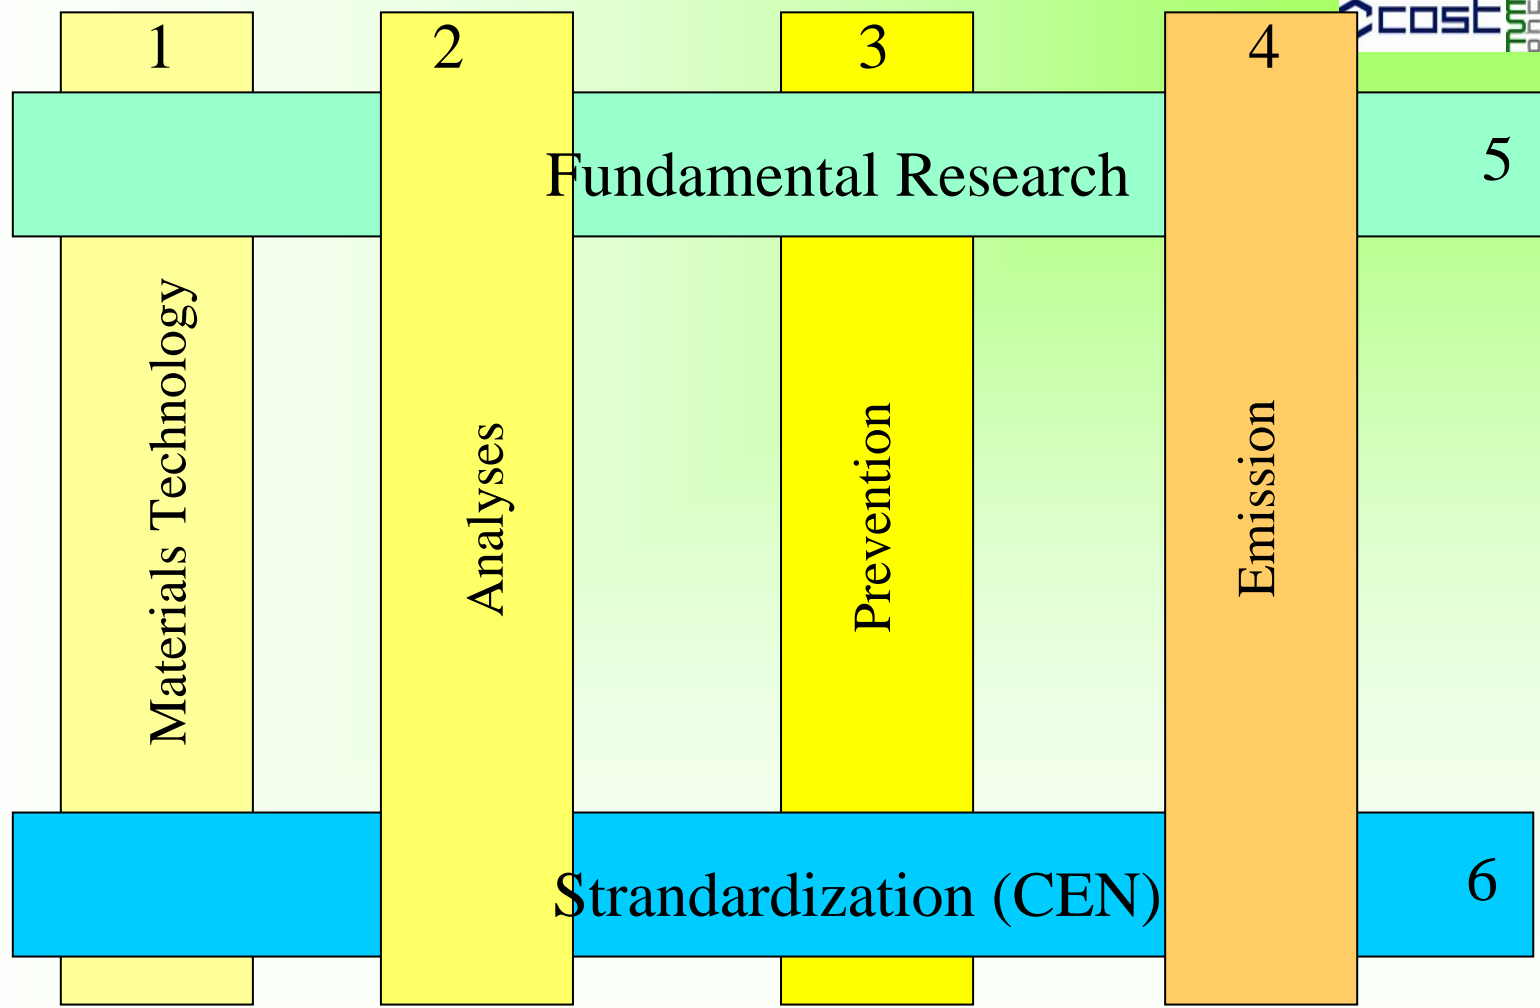 1
2
3
4
cost
Fundamental Research
5
Materials Technology
Analyses
Prevention
Emission
Strandardization (CEN)
6